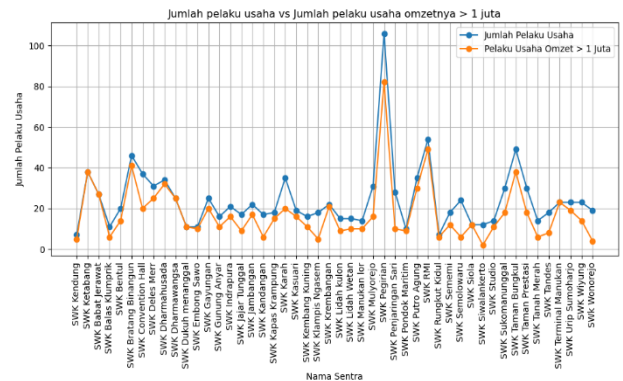 Jumlah pelaku usaha vs Jumlah pelaku usaha omzetnya > 1 juta
Jumlah Pelaku Usaha
Pelaku Usaha Omzet > 1 Juta
Jumlah Pelaku Usaha
100
80
60
40
20
0
SWK Kendung
SWK Ketabang
SWK Babat Jerawat
SWK Balas Klumprik
SWK Bentul
SWK Bratang Binangun
SWK Convention Hall
SWK Deles Merr
SWK Dharmahusada
SWK Dharmawangsa
SWK Dukuh menanggal
SWK Embong Sawo
SWK Gayungan
SWK Gunung Anyar
SWK Indrapura
SWK Jajar Tunggal
SWK Jambangan
SWK Kandangan
SWK Kapas Krampung
SWK Karah
SWK Kasuari
SWK Kembang Kuning
SWK Klampis Ngasem
SWK Krembangan
SWK Lidah kulon
SWK Lidah Wetan
SWK Manukan lor
SWK Mulyorejo
SWK Pegirian
SWK Penjaringan Sari
SWK Pondok Maritim
SWK Putro Agung
SWK RMI
SWK Rungkut Kidul
SWK Sememi
SWK Semolowaru
SWK Siola
SWK Siwalankerto
SWK Studio
SWK Sukomanunggal
SWK Taman Bungkul
SWK Taman Prestasi
SWK Tanah Merah
SWK Tandes
SWK Terminal Manukan
SWK Urip Sumoharjo
SWK Wiyung
SWk Wonorejo
Nama Sentra